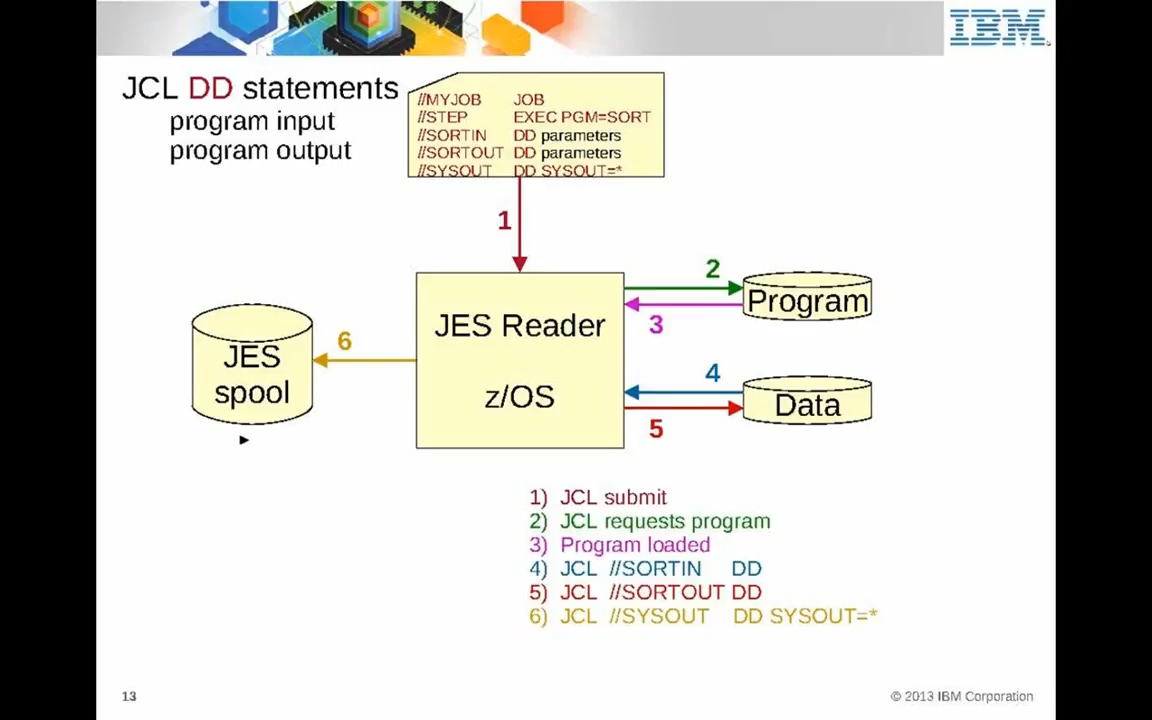 IBM
JCL DD statements
program input
program output
//MYJOB JOB
//STEP EXEC PGM=SORT
//SORTIN DD parameters
//SORTOUT DD parameters
//SYSOUT DD SYSOUT=*
1
2
Program
3
JES Reader
z/OS
6
JES
spool
4
Data
5
1) JCL submit
2) JCL requests program
3) Program loaded
4) JCL //SORTIN DD
5) JCL //SORTOUT DD
6) JCL //SYSOUT DD SYSOUT=*
13
© 2013 IBM Corporation